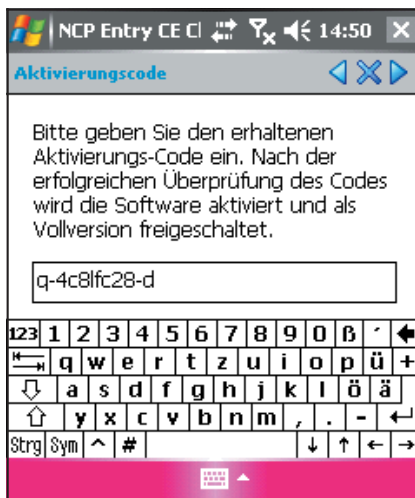 NCP Entry CE Cl 14:50
Aktivierungscode
Bitte geben Sie den erhaltenen
Aktivierungs-Code ein. Nach der
erfolgreichen Überprüfung des Codes
wird die Software aktiviert und als
Vollversion freigeschaltet.
q-4c8lfc28-d
123 1 2 3 4 5 6 7 8 9 0 ß ´
q w e r t z u i o p ü +
a s d f g h j k l ö ä
y x c v b n m , . -
Strg Sym ^ # ↓ ↑ ← →